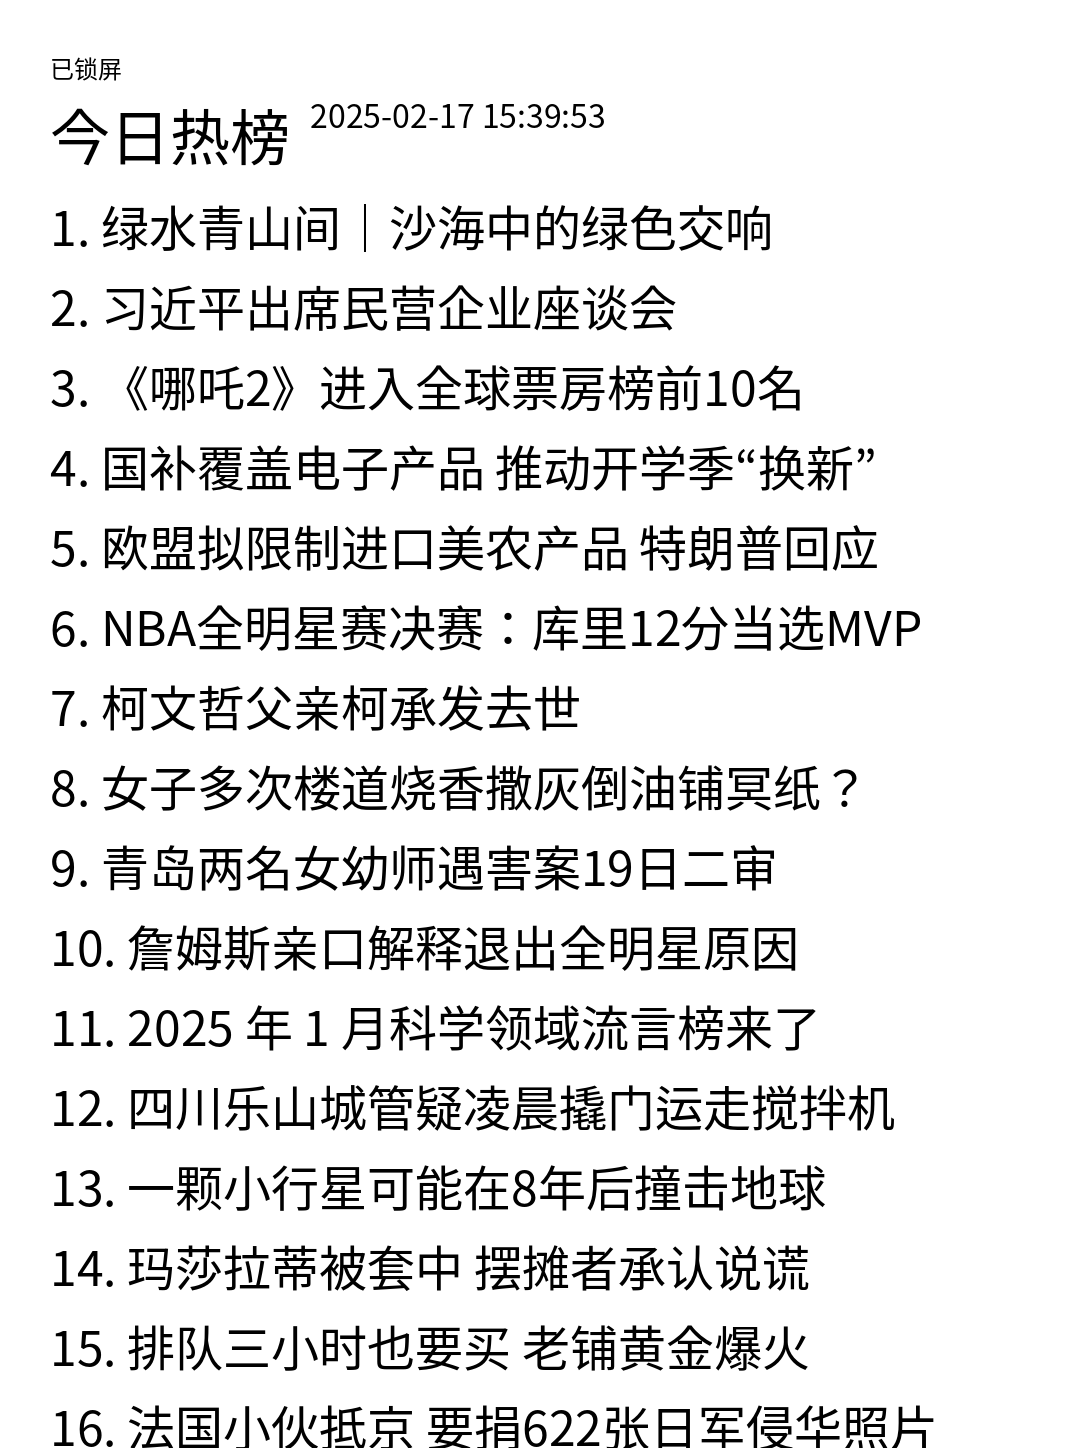 已锁屏
今日热榜 2025-02-17 15:39:53
1. 绿水青山间｜沙海中的绿色交响
2. 习近平出席民营企业座谈会
3. 《哪吒2》进入全球票房榜前10名
4. 国补覆盖电子产品 推动开学季“换新”
5. 欧盟拟限制进口美农产品 特朗普回应
6. NBA全明星赛决赛：库里12分当选MVP
7. 柯文哲父亲柯承发去世
8. 女子多次楼道烧香撒灰倒油铺冥纸？
9. 青岛两名女幼师遇害案19日二审
10. 詹姆斯亲口解释退出全明星原因
11. 2025 年 1 月科学领域流言榜来了
12. 四川乐山城管疑凌晨撬门运走搅拌机
13. 一颗小行星可能在8年后撞击地球
14. 玛莎拉蒂被套中 摆摊者承认说谎
15. 排队三小时也要买 老铺黄金爆火
16. 法国小伙抵京 要捐622张日军侵华照片